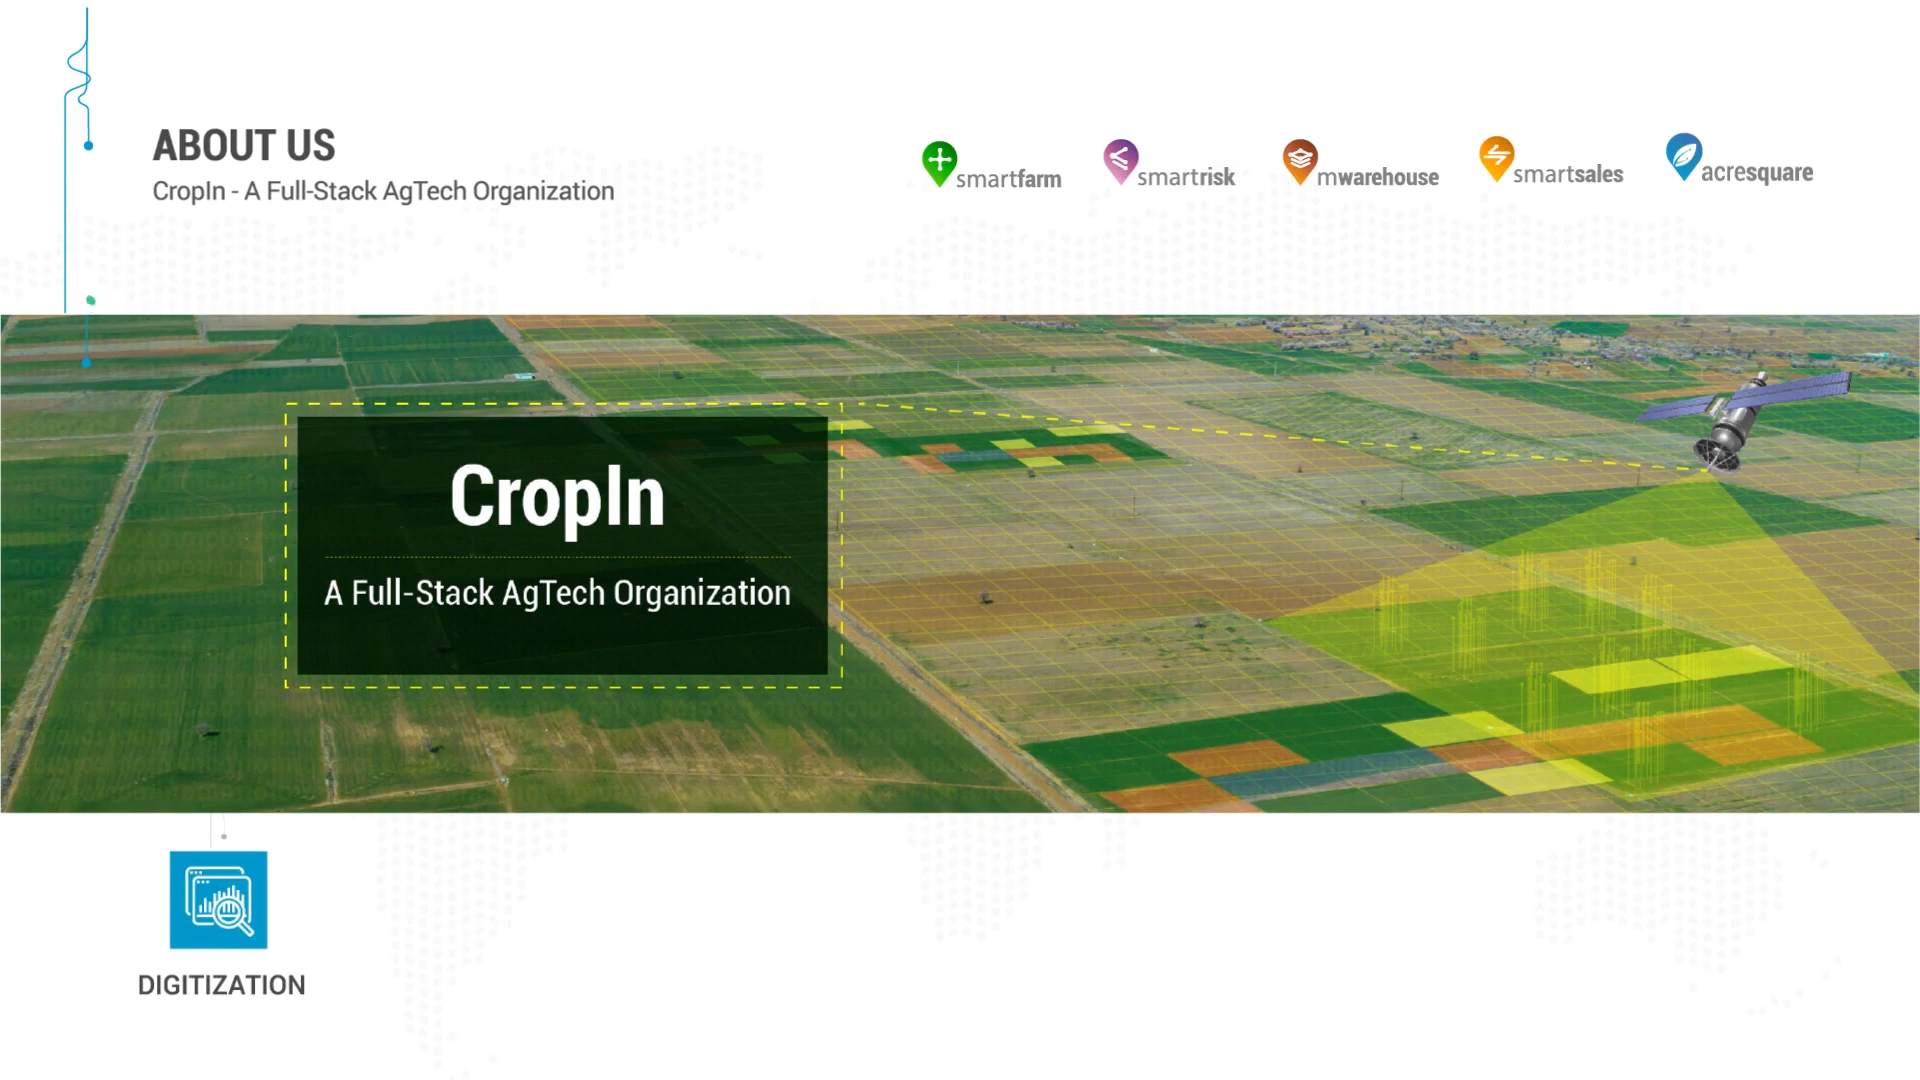 ABOUT US
CropIn - A Full-Stack AgTech Organization
smartfarm
smartrisk
mwarehouse
smartsales
acresquare
CropIn
A Full-Stack AgTech Organization
DIGITIZATION